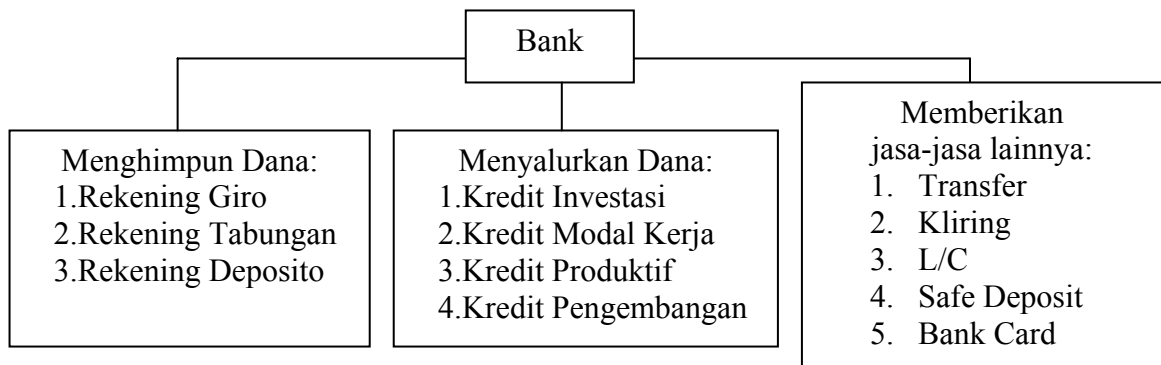 Bank
Menghimpun Dana:
1.Rekening Giro
2.Rekening Tabungan
3.Rekening Deposito
Menyalurkan Dana:
1.Kredit Investasi
2.Kredit Modal Kerja
3.Kredit Produktif
4.Kredit Pengembangan
Memberikan
jasa-jasa lainnya:
1. Transfer
2. Kliring
3. L/C
4. Safe Deposit
5. Bank Card